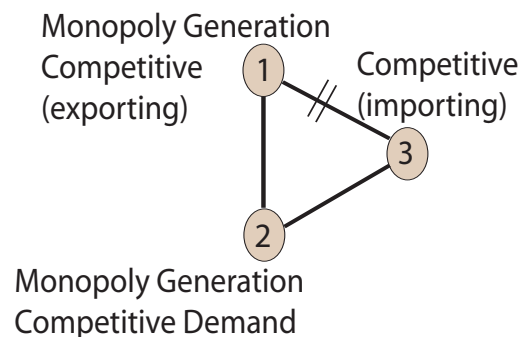 Monopoly Generation
Competitive
(exporting)
1
Competitive
(importing)
3
2
Monopoly Generation
Competitive Demand